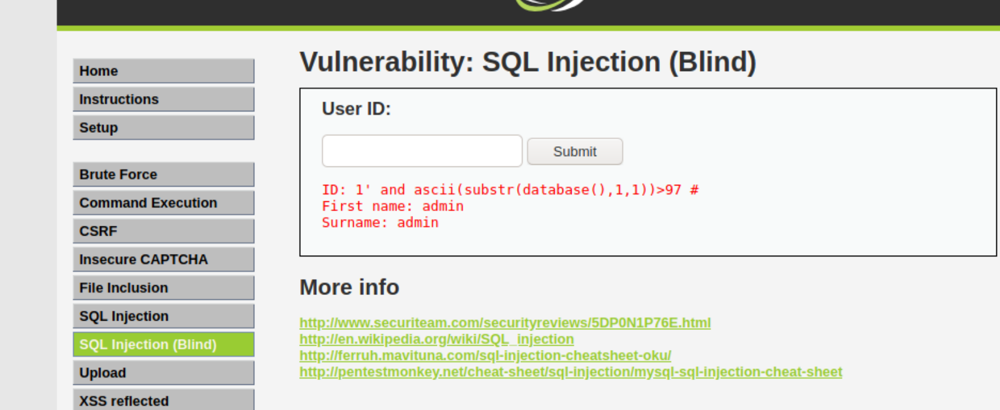 Home
Instructions
Setup
Brute Force
Command Execution
CSRF
Insecure CAPTCHA
File Inclusion
SQL Injection
SQL Injection (Blind)
Upload
XSS reflected
Vulnerability: SQL Injection (Blind)
User ID:
Submit
ID: 1' and ascii(substr(database(),1,1))>97 #
First name: admin
Surname: admin
More info
http://www.securiteam.com/securityreviews/5DP0N1P76E.html
http://en.wikipedia.org/wiki/SQL_injection
http://ferruh.mavituna.com/sql-injection-cheatsheet-oku/
http://pentestmonkey.net/cheat-sheet/sql-injection/mysql-sql-injection-cheat-sheet